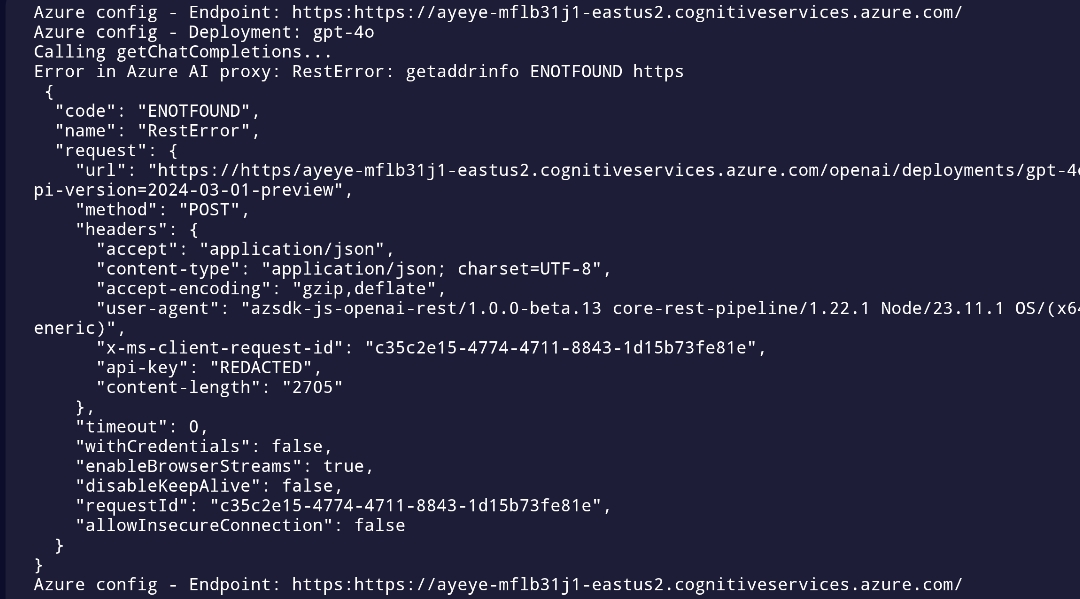 Azure config - Endpoint: https:https://ayeye-mflb31j1-eastus2.cognitiveservices.azure.com/
Azure config - Deployment: gpt-4o
Calling getChatCompletions...
Error in Azure AI proxy: RestError: getaddrinfo ENOTFOUND https
{
"code": "ENOTFOUND",
"name": "RestError",
"request": {
"url": "https://https/ayeye-mflb31j1-eastus2.cognitiveservices.azure.com/openai/deployments/gpt-4
pi-version=2024-03-01-preview",
"method": "POST",
"headers": {
"accept": "application/json",
"content-type": "application/json; charset=UTF-8",
"accept-encoding": "gzip,deflate",
"user-agent": "azsdk-js-openai-rest/1.0.0-beta.13 core-rest-pipeline/1.22.1 Node/23.11.1 OS/(x64
eneric)",
"x-ms-client-request-id": "c35c2e15-4774-4711-8843-1d15b73fe81e",
"api-key": "REDACTED",
"content-length": "2705"
},
"timeout": 0,
"withCredentials": false,
"enableBrowserStreams": true,
"disableKeepAlive": false,
"requestId": "c35c2e15-4774-4711-8843-1d15b73fe81e",
"allowInsecureConnection": false
}
}
Azure config - Endpoint: https:https://ayeye-mflb31j1-eastus2.cognitiveservices.azure.com/